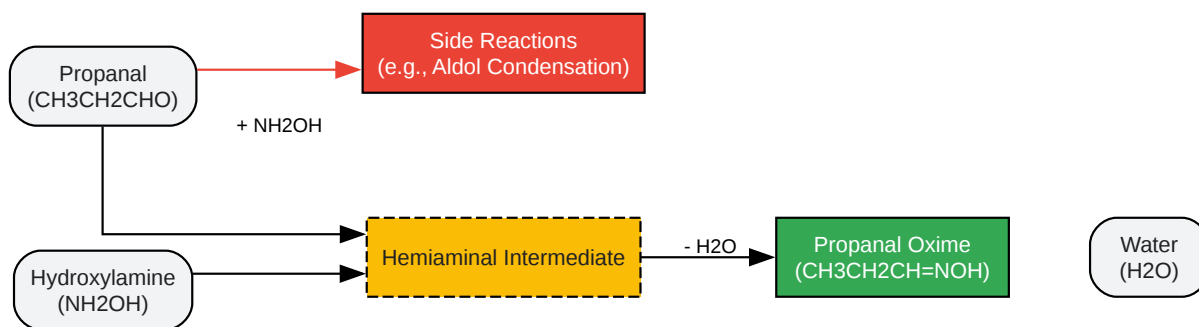 Side Reactions
(e.g., Aldol Condensation)
Propanal
(CH3CH2CHO)
+ NH2OH
Hemiaminal Intermediate
- H2O
Propanal Oxime
(CH3CH2CH=NOH)
Water
(H2O)
Hydroxylamine
(NH2OH)